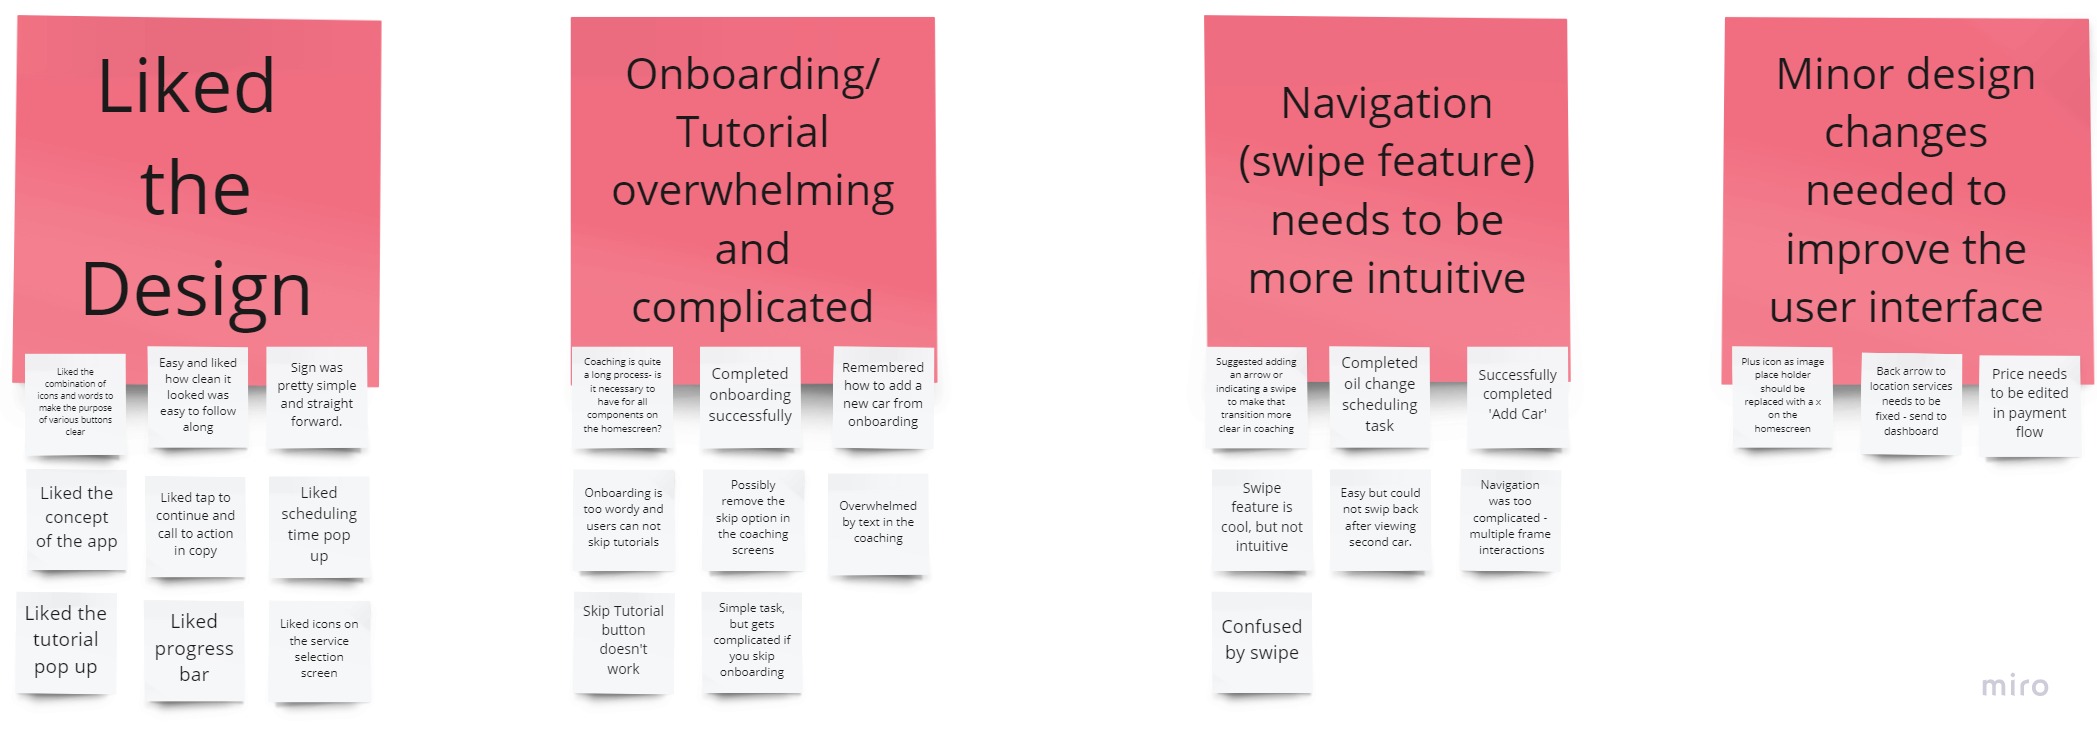 Liked
the
Design
Liked the
combination of
icons and words to
make the purpose
of various buttons
clear
Easy and liked
how clean it
looked was
easy to follow
along
Sign was
pretty simple
and straight
forward.
Liked the
concept
of the app
Liked tap to
continue and
call to action
in copy
Liked
scheduling
time pop
up
Liked the
tutorial
pop up
Liked
progress
bar
Liked icons on
the service
selection
screen
Onboarding/
Tutorial
overwhelming
and
complicated
Coaching is quite
a long process- is
it necessary to
have for all
components on
the homescreen?
Completed
onboarding
successfully
Remembered
how to add a
new car from
onboarding
Onboarding is
too wordy and
users can not
skip tutorials
Possibly
remove the
skip option in
the coaching
screens
Overwhelmed
by text in the
coaching
Skip Tutorial
button
doesn't
work
Simple task,
but gets
complicated if
you skip
onboarding
Navigation
(swipe feature)
needs to be
more intuitive
Suggested adding
an arrow or
indicating a swipe
to make that
transition more
clear in coaching
Completed
oil change
scheduling
task
Successfully
completed
'Add Car'
Swipe
feature is
cool, but not
intuitive
Easy but could
not swip back
after viewing
second car.
Navigation
was too
complicated -
multiple frame
interactions
Confused
by swipe
Minor design
changes
needed to
improve the
user interface
Plus icon as image
place holder
should be
replaced with a x
on the
homescreen
Back arrow to
location services
needs to be
fixed - send to
dashboard
Price needs
to be edited
in payment
flow
miro